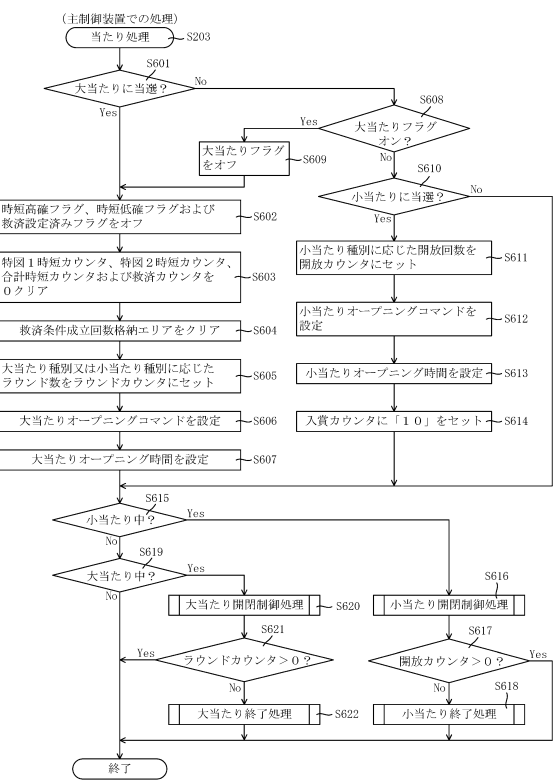 (主制御装置での処理)
当たり処理
S203
S601
大当たりに当選?
No
Yes
S608
大当たりフラグ
オン?
Yes
No
大当たりフラグ
をオフ
S609
S610
小当たりに当選?
No
Yes
時短高確フラグ、時短低確フラグおよび
救済設定済みフラグをオフ
S602
特図1時短カウンタ、特図2時短カウンタ、
合計時短カウンタおよび救済カウンタを
0クリア
S603
救済条件成立回数格納エリアをクリア
S604
大当たり種別又は小当たり種別に応じた
ラウンド数をラウンドカウンタにセット
S605
大当たりオープニングコマンドを設定
S606
大当たりオープニング時間を設定
S607
小当たり種別に応じた開放回数を
開放カウンタにセット
S611
小当たりオープニングコマンドを
設定
S612
小当たりオープニング時間を設定
S613
入賞カウンタに「10」をセット
S614
S615
小当たり中?
Yes
No
S619
大当たり中?
Yes
No
大当たり開閉制御処理
S620
S616
小当たり開閉制御処理
S621
ラウンドカウンタ>0?
Yes
No
S617
開放カウンタ>0?
Yes
No
大当たり終了処理
S622
S618
小当たり終了処理
終了